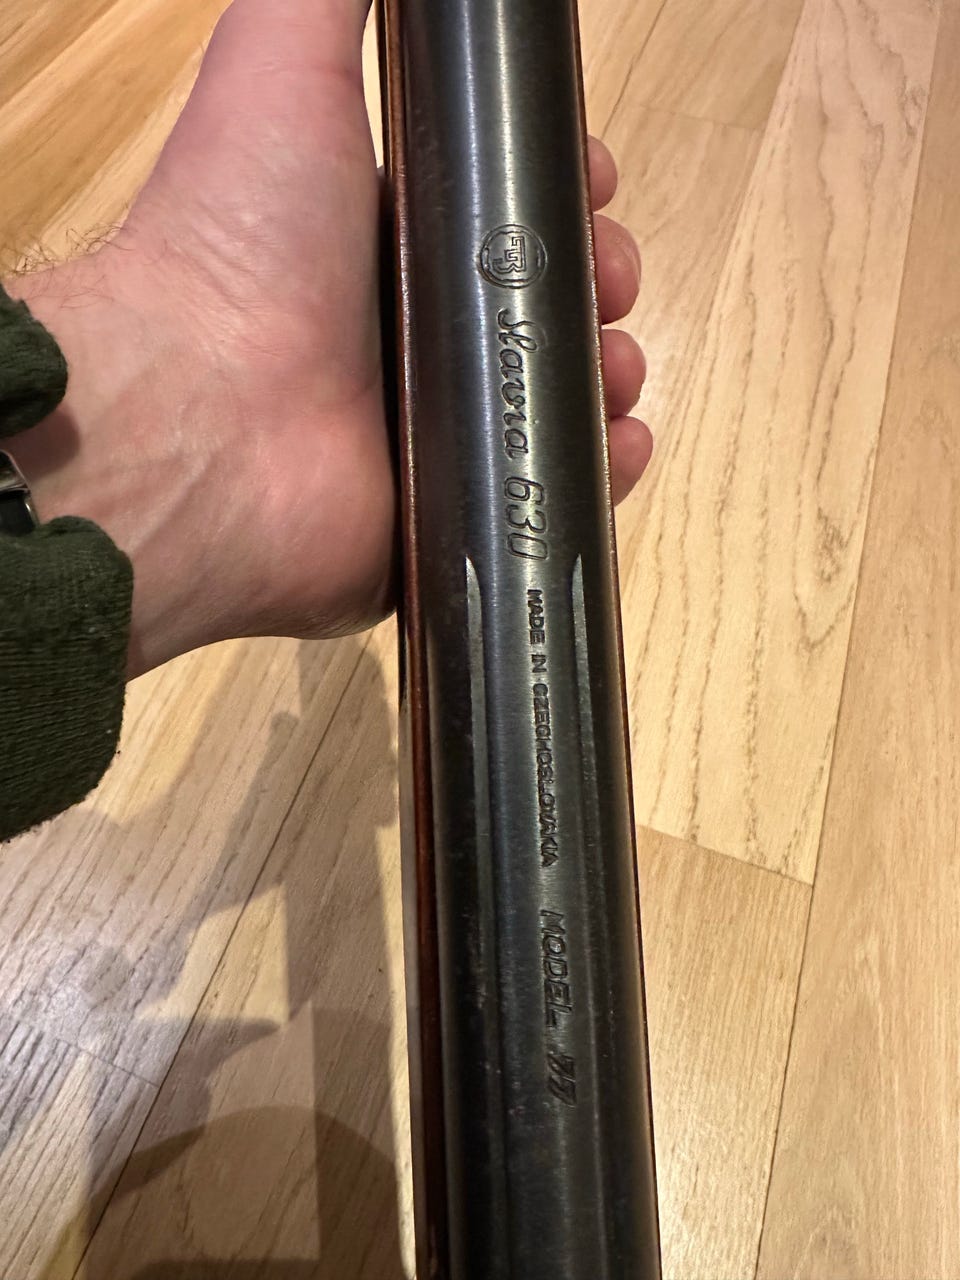 Slavia 630
MADE IN CZECHOSLOVAKIA
MODEL 77